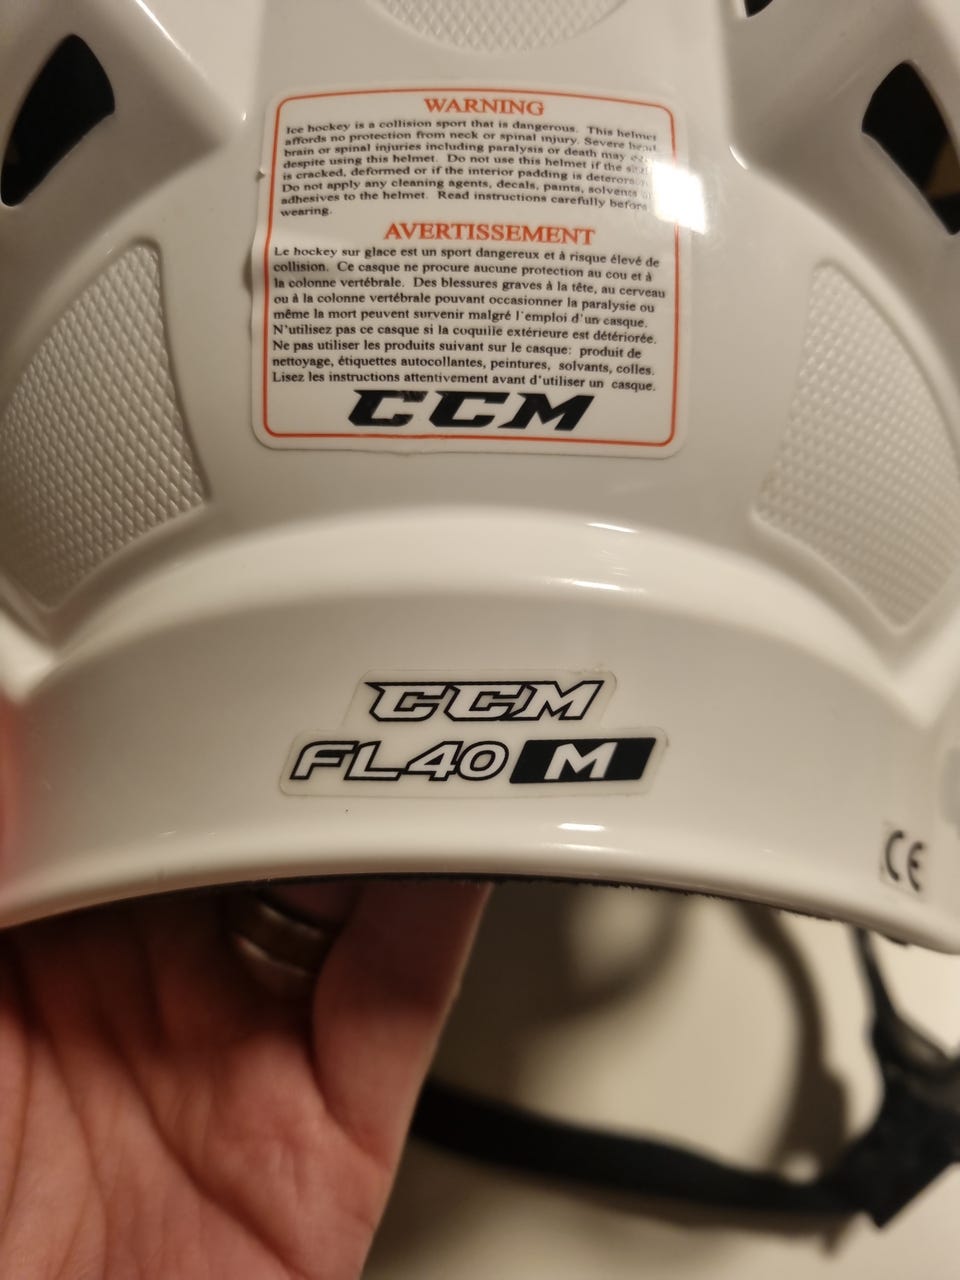 WARNING
Ice hockey is a collision sport that is dangerous. This helmet
affords no protection from neck or spinal injury. Severe head,
brain or spinal injuries including paralysis or death may
despite using this helmet. Do not use this helmet if the
is cracked, deformed or if the interior padding is
Do not apply any cleaning agents, decals, paints, solvents
adhesives to the helmet. Read instructions carefully before
wearing.
AVERTISSEMENT
Le hockey sur glace est un sport dangereux et à risque élevé de
collision. Ce casque ne procure aucune protection au cou et à
la colonne vertébrale. Des blessures graves à la tête, au cerveau
ou à la colonne vertébrale pouvant occasionner la paralysie ou
même la mort peuvent survenir malgré l'emploi d'un casque.
N'utilisez pas ce casque si la coquille extérieure est détériorée.
Ne pas utiliser les produits suivant sur le casque: produit de
nettoyage, étiquettes autocollantes, peintures, solvants, colles.
Lisez les instructions attentivement avant d'utiliser un casque.
CCM
CCM
FL40 M
CE